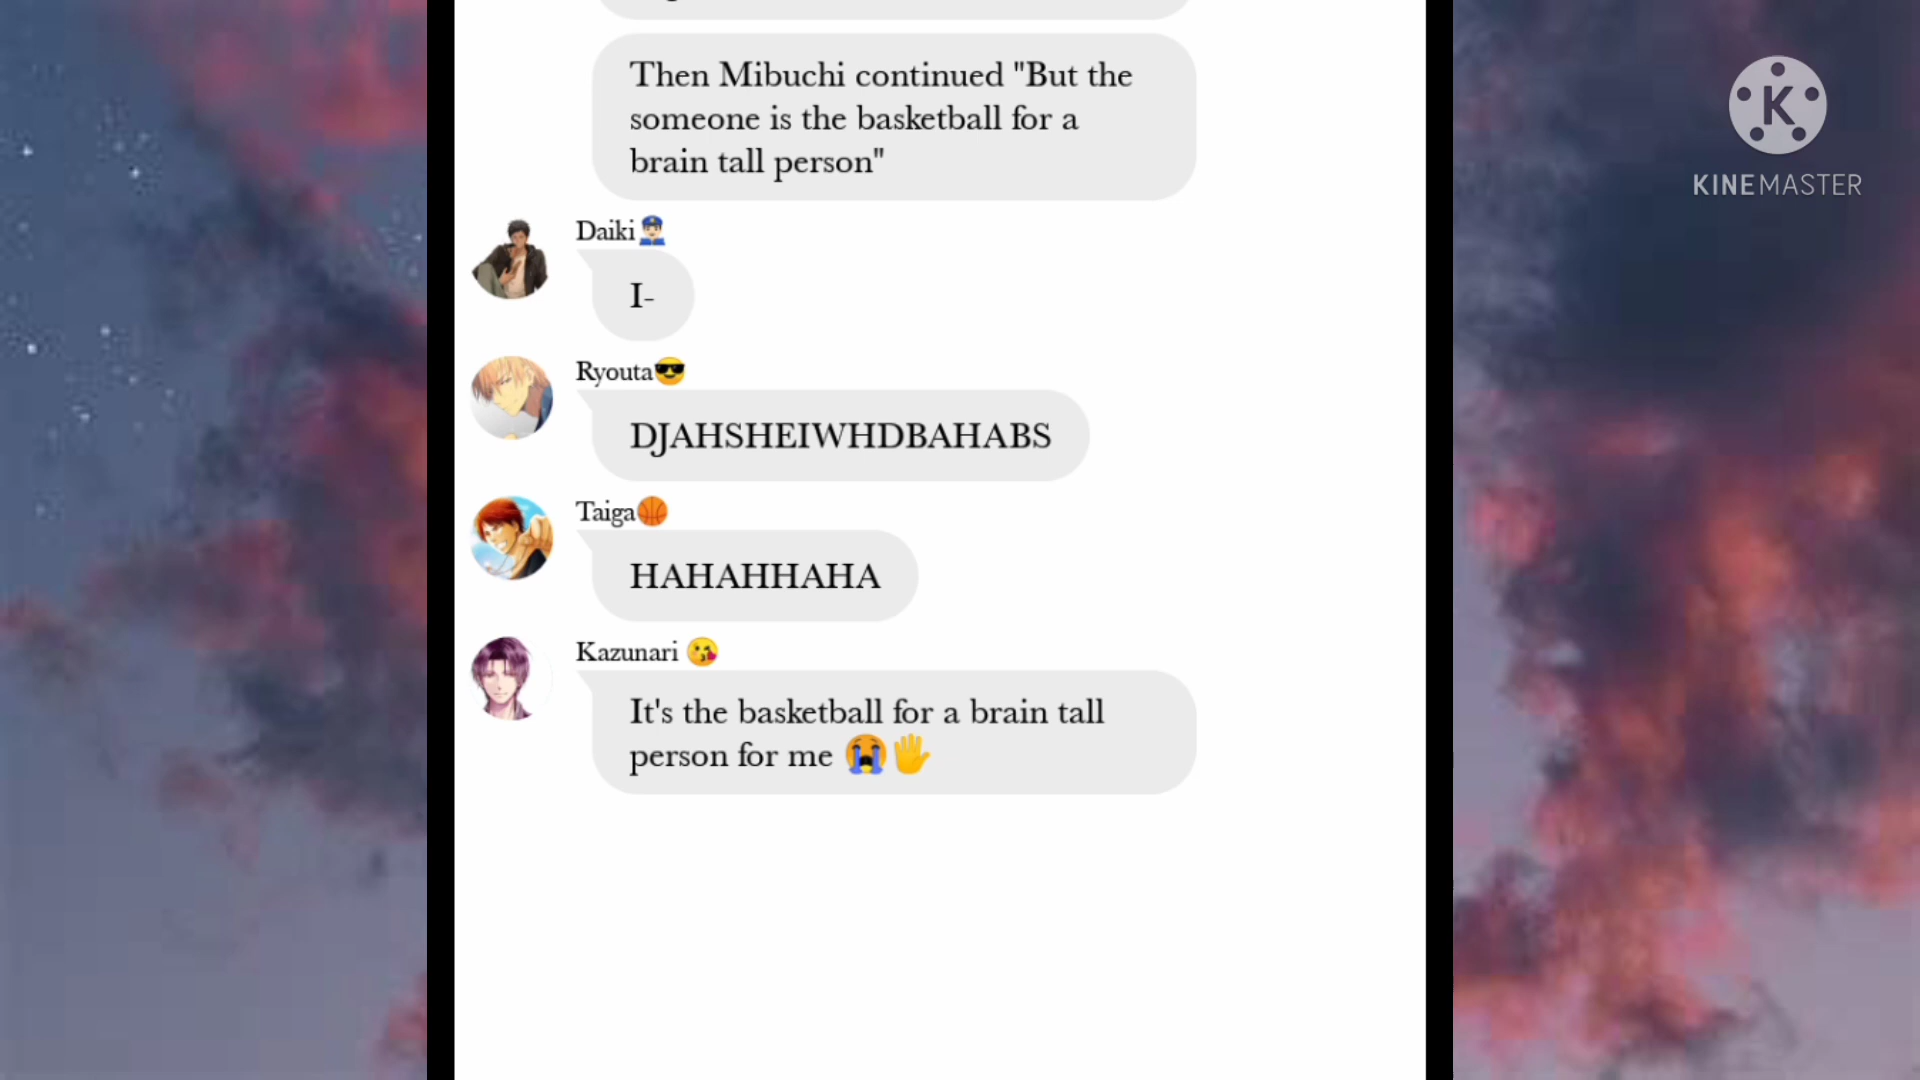 Then Mibuchi continued "But the
someone is the basketball for a
brain tall person"
Daiki👮🏻
I-
Ryouta😎
DJAHSHEIWHDBAHABS
Taiga🏀
HAHAHHAHA
Kazunari 😘
It's the basketball for a brain tall
person for me 😭🖐
K
KINEMASTER